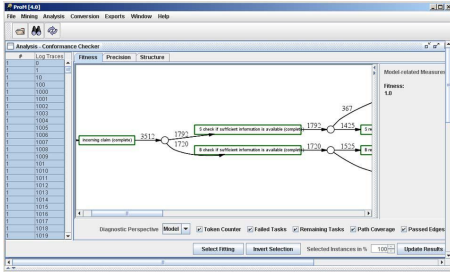 ProM [4.0]
File Mining Analysis Conversion Exports Window Help
Analysis - Conformance Checker
# Log Traces
1 0
1 1
1 10
1 100
1 1000
1 1001
1 1002
1 1003
1 1004
1 1005
1 1006
1 1007
1 1008
1 1009
1 101
1 1010
1 1011
1 1012
1 1013
1 1014
1 1015
1 1016
1 1017
1 1018
1 1019
Fitness Precision Structure
367
S check if sufficient information is available (complete)
1792
1425
S re
incoming claim (complete)
3512
1792
1720
B check if sufficient information is available (complete)
1720
1525
B re
Model-related Measuremen
Fitness:
1.0
Diagnostic Perspective Model Token Counter Failed Tasks Remaining Tasks Path Coverage Passed Edges
Select Fitting Invert Selection Selected Instances in % 100 Update Results